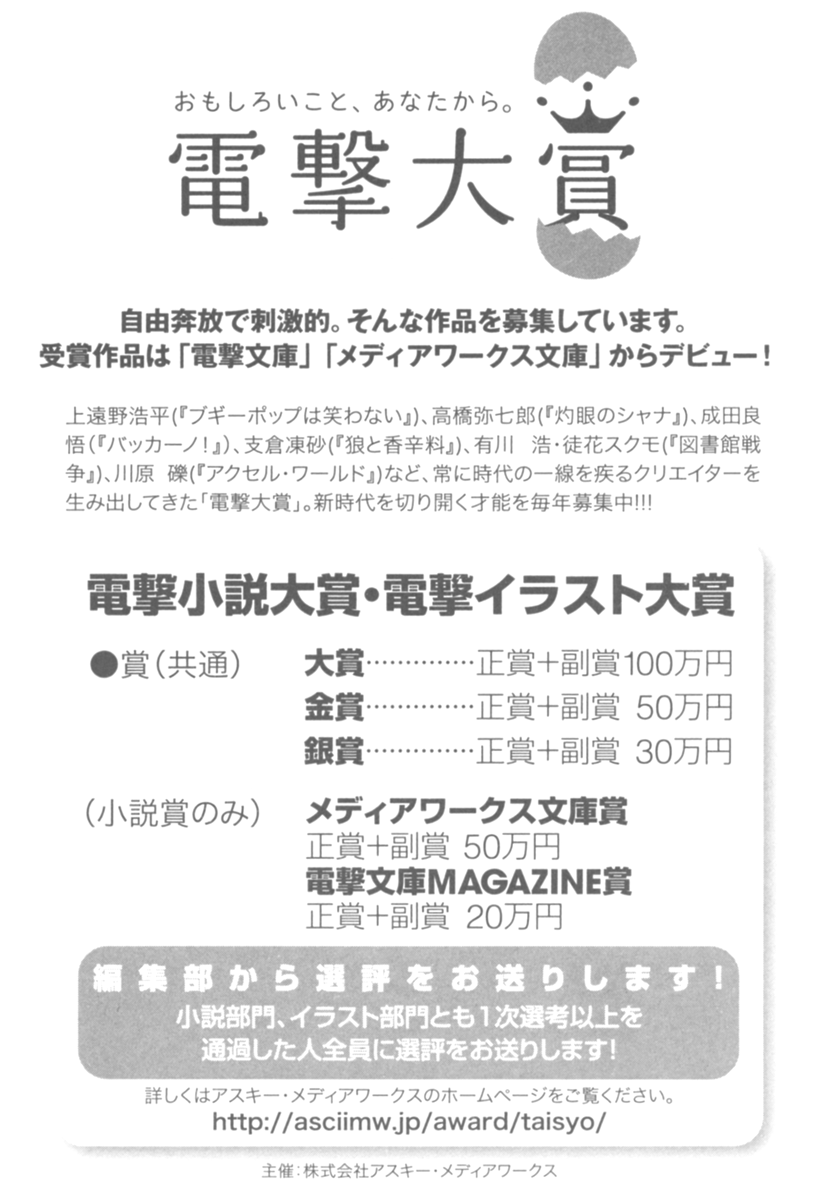 おもしろいこと、あなたから。
電撃大賞
自由奔放で刺激的。そんな作品を募集しています。
受賞作品は「電撃文庫」「メディアワークス文庫」からデビュー!
上遠野浩平(『ブギーポップは笑わない』)、高橋弥七郎(『灼眼のシャナ』)、成田良
悟(『バッカーノ!』)、支倉凍砂(『狼と香辛料』)、有川 浩・徒花スクモ(『図書館戦
争』)、川原 礫(『アクセル・ワールド』)など、常に時代の一線を疾るクリエイターを
生み出してきた「電撃大賞」。新時代を切り開く才能を毎年募集中!!!
電撃小説大賞・電撃イラスト大賞
●賞(共通) 大賞……………正賞+副賞100万円
金賞……………正賞+副賞 50万円
銀賞……………正賞+副賞 30万円
(小説賞のみ) メディアワークス文庫賞
正賞+副賞 50万円
電撃文庫MAGAZINE賞
正賞+副賞 20万円
編集部から選評をお送りします!
小説部門、イラスト部門とも1次選考以上を
通過した人全員に選評をお送りします!
詳しくはアスキー・メディアワークスのホームページをご覧ください。
http://asciimw.jp/award/taisyo/
主催:株式会社アスキー・メディアワークス